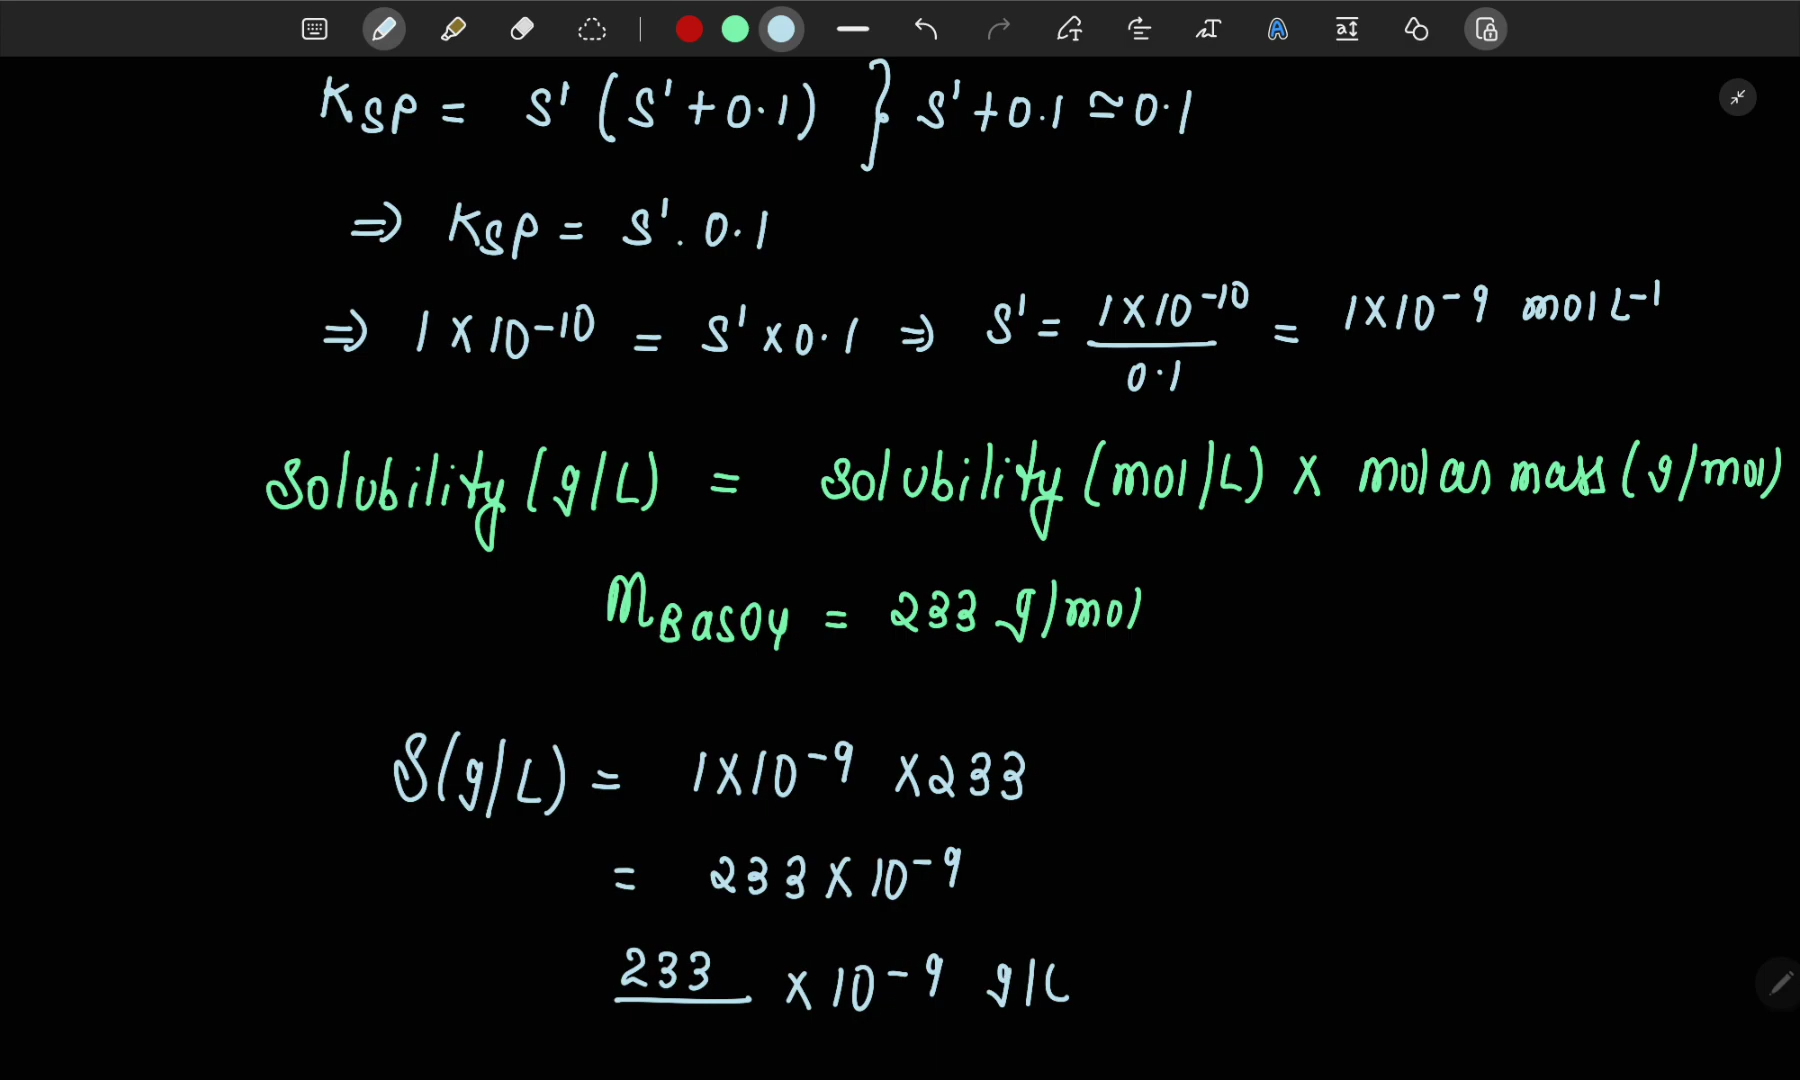 Ksp = s' (s' + 0.1) } s' + 0.1 ≃ 0.1
⇒ Ksp = s' . 0.1
⇒ 1 × 10⁻¹⁰ = s' × 0.1 ⇒ s' = 1 × 10⁻¹⁰ / 0.1 = 1 × 10⁻⁹ mol L⁻¹
Solubility (g/L) = Solubility (mol/L) × molar mass (g/mol)
MBaSO4 = 233 g/mol
S(g/L) = 1 × 10⁻⁹ × 233
= 233 × 10⁻⁹
233 × 10⁻⁹ g/L